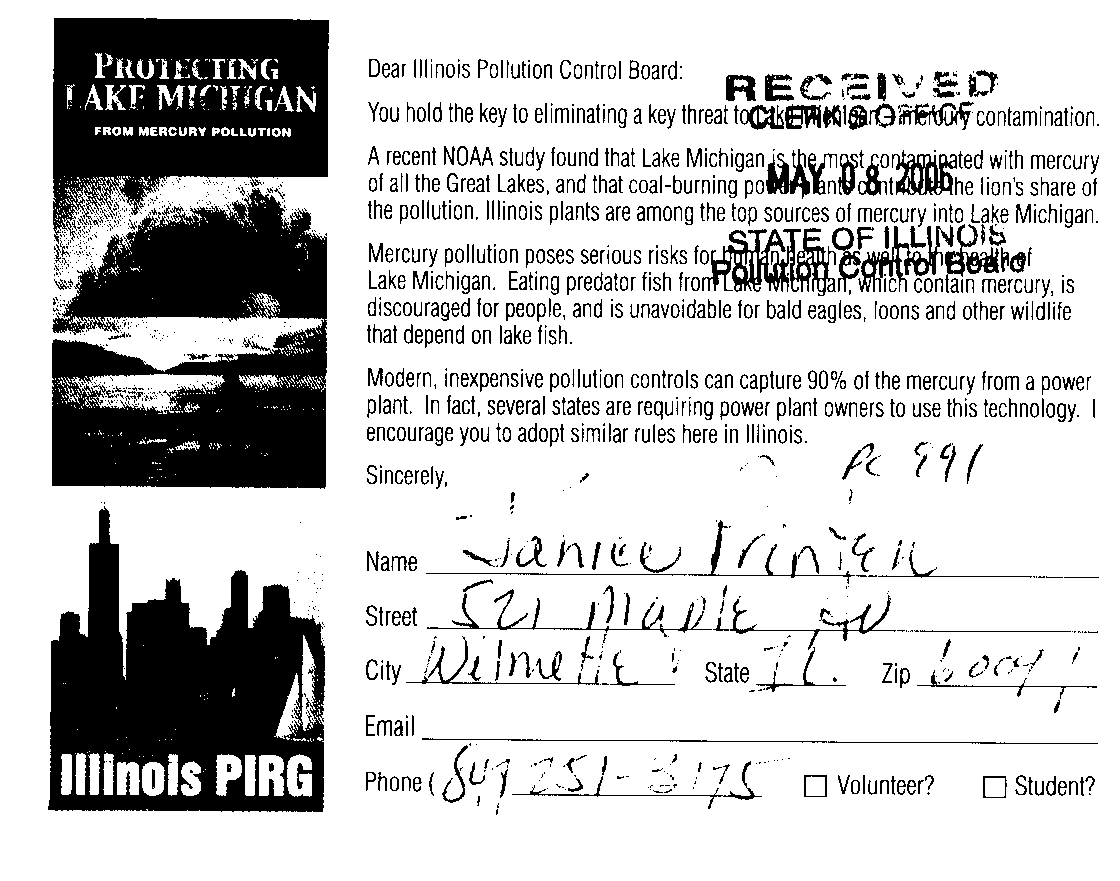 PROTECTING
LAKE MICHIGAN
FROM MERCURY POLLUTION
Illinois PIRG
Dear Illinois Pollution Control Board:
RECEIVED
CLERK'S OFFICE
MAY 08 2006
STATE OF ILLINOIS
Pollution Control Board
You hold the key to eliminating a key threat to Lake Michigan – mercury contamination.
A recent NOAA study found that Lake Michigan is the most contaminated with mercury
of all the Great Lakes, and that coal-burning power plants contribute the lion's share of
the pollution. Illinois plants are among the top sources of mercury into Lake Michigan.
Mercury pollution poses serious risks for human health as well to the health of
Lake Michigan. Eating predator fish from Lake Michigan, which contain mercury, is
discouraged for people, and is unavoidable for bald eagles, loons and other wildlife
that depend on lake fish.
Modern, inexpensive pollution controls can capture 90% of the mercury from a power
plant. In fact, several states are requiring power plant owners to use this technology. I
encourage you to adopt similar rules here in Illinois.
Sincerely,
PC 991
Name Janice
Street 521 Maple
City Wilmette State IL. Zip 60091
Email
Phone (847 251-3175 Volunteer? Student?